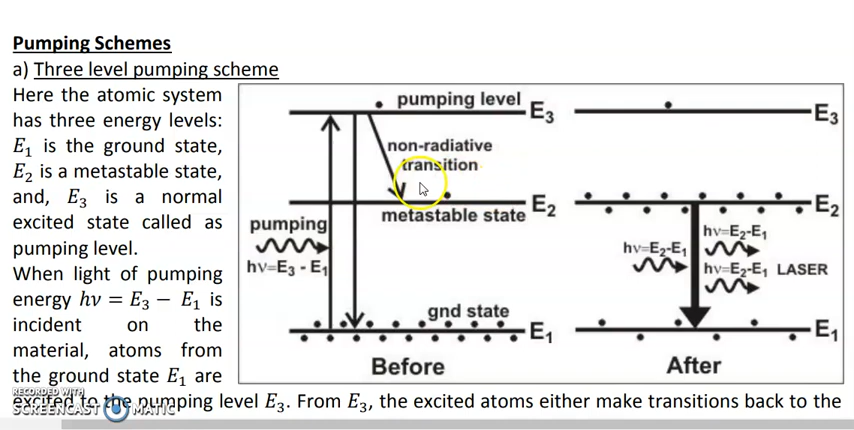 Pumping Schemes
a) Three level pumping scheme
Here the atomic system
has three energy levels:
E₁ is the ground state,
E₂ is a metastable state,
and, E₃ is a normal
excited state called as
pumping level.
When light of pumping
energy hν = E₃ − E₁ is
incident on the
material, atoms from
the ground state E₁ are
excited to the pumping level E₃. From E₃, the excited atoms either make transitions back to the
pumping level E₃
non-radiative
transition
metastable state E₂
pumping
hν=E₃ - E₁
gnd state
E₁
Before
E₃
E₂
hν=E₂-E₁
hν=E₂-E₁
hν=E₂-E₁ LASER
E₁
After
RECORDED WITH
SCREENCAST MATIC